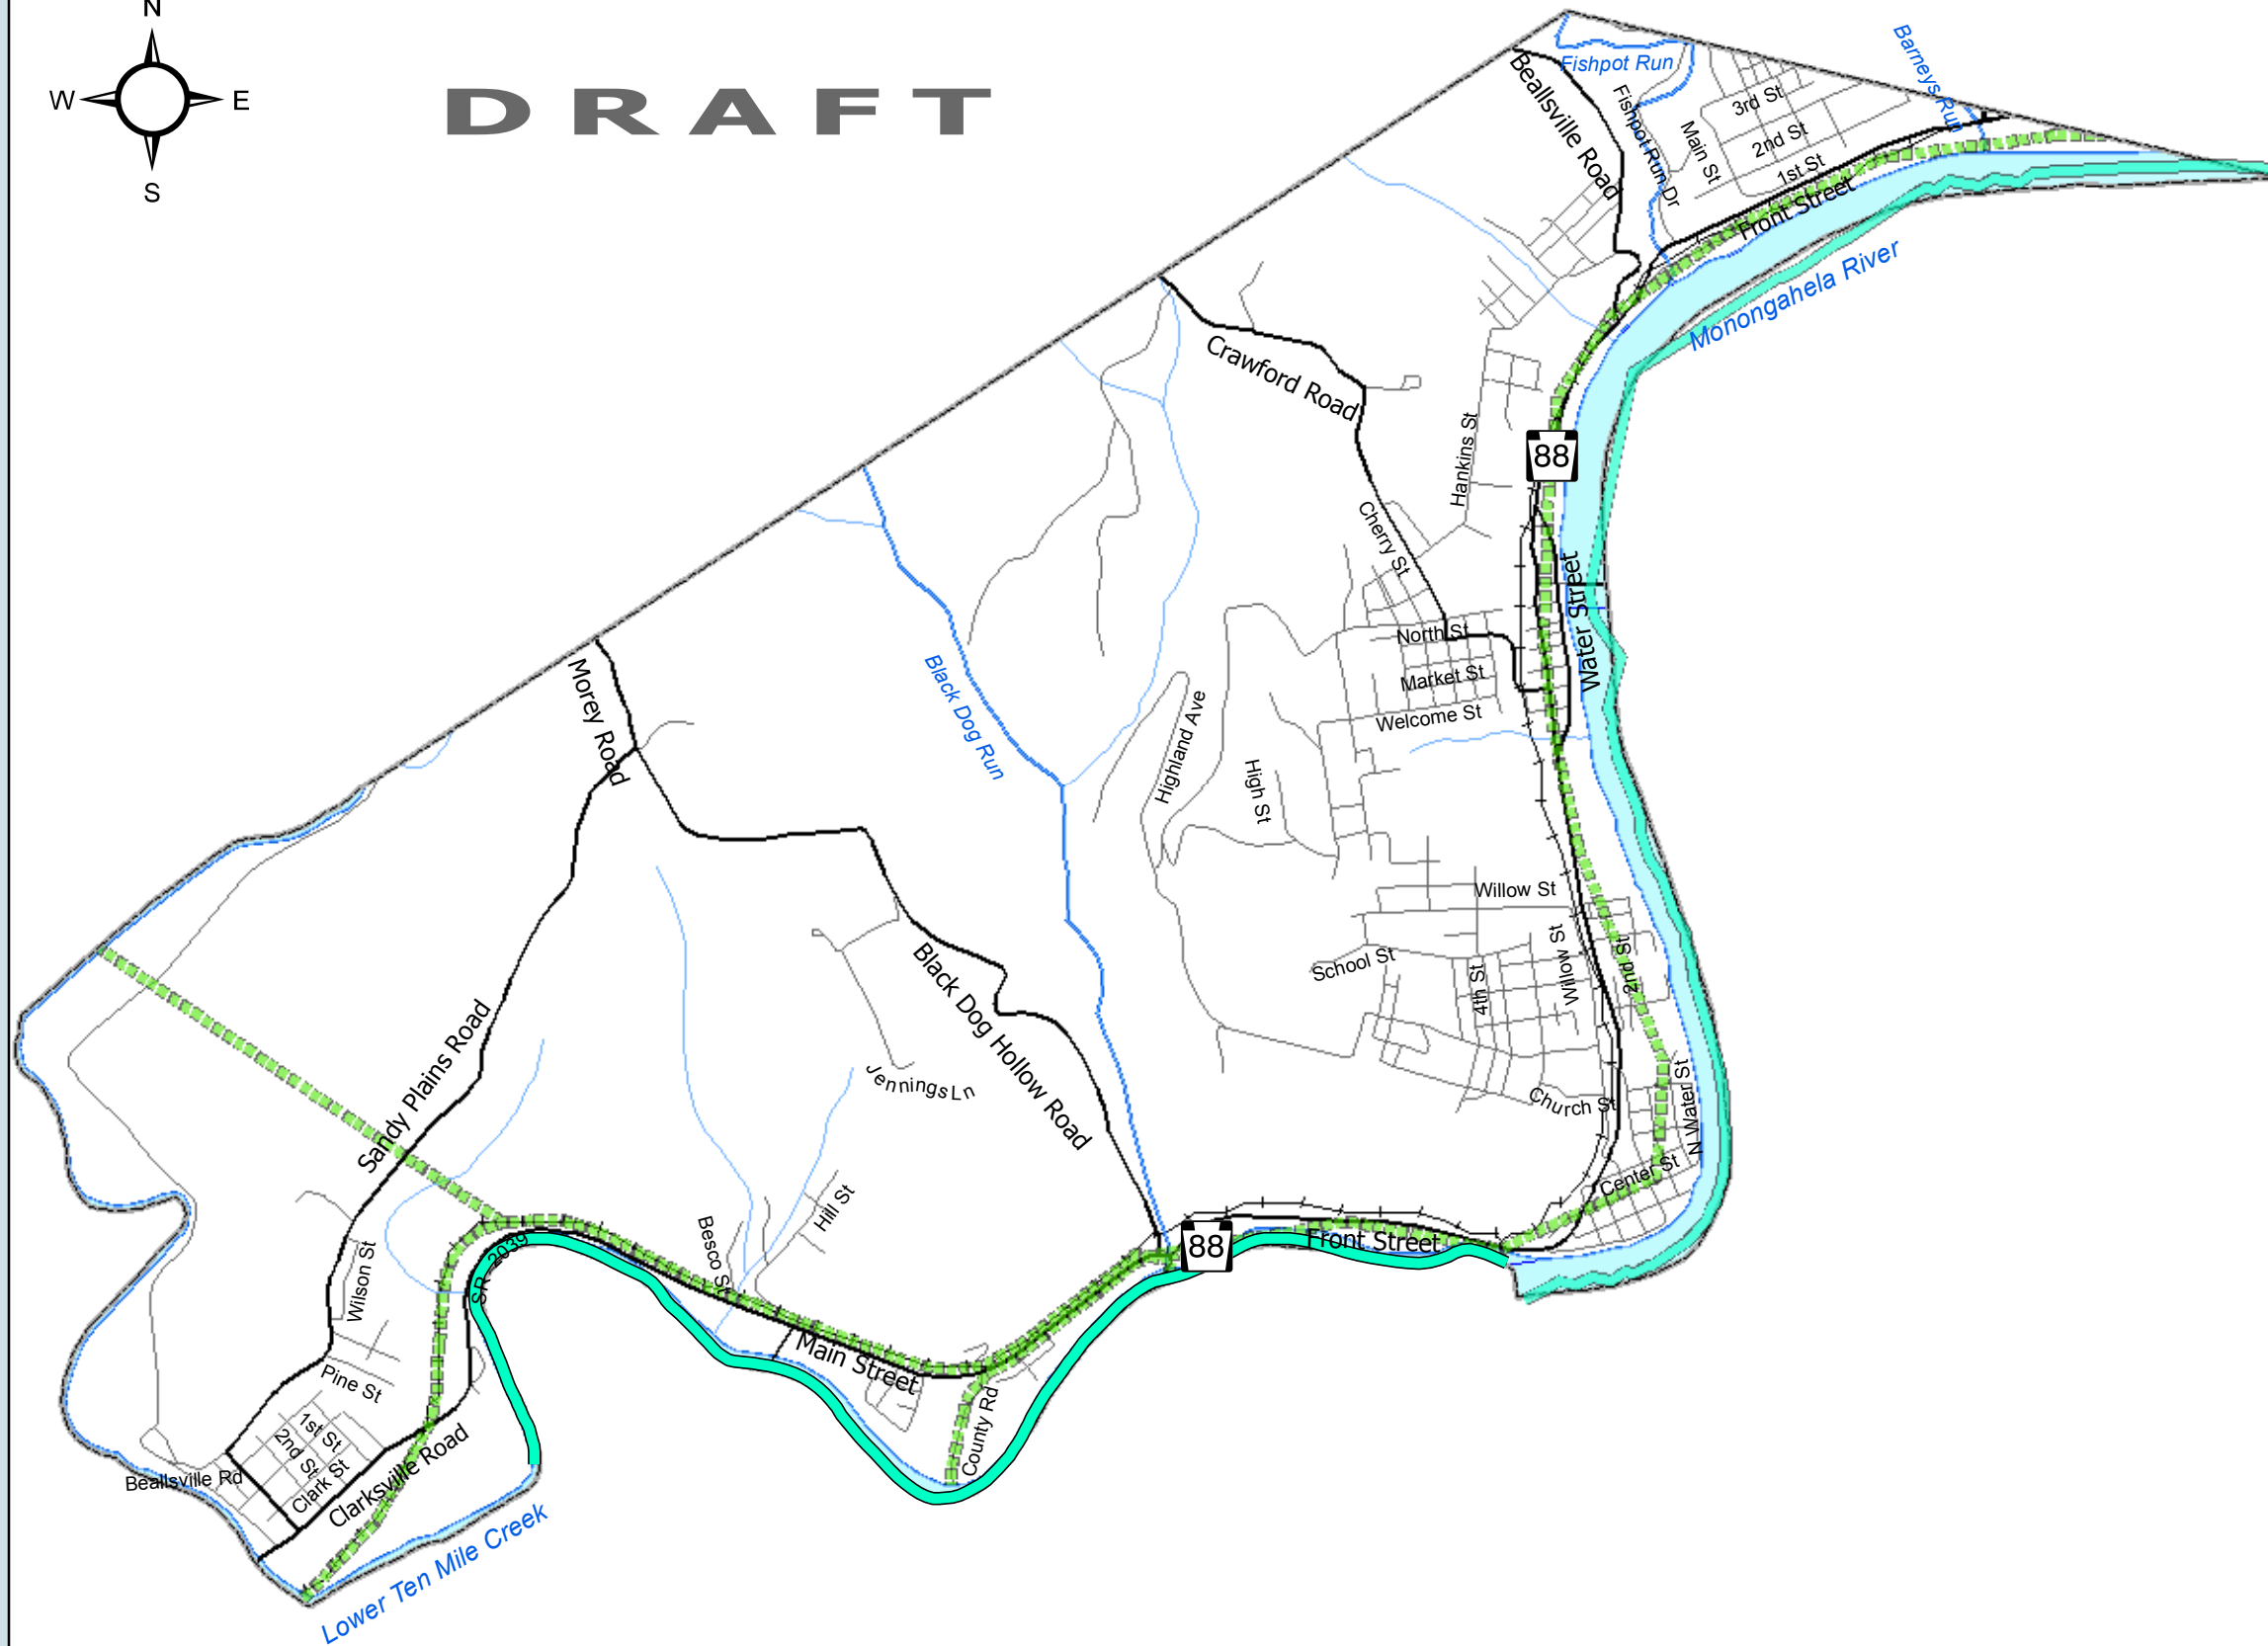 N
W
E
S
DRAFT
Fishpot Run
Barneys Run
Beallsville Road
Fishpot Run Dr
Main St
3rd St
2nd St
1st St
Front Street
Monongahela River
Crawford Road
Hankins St
88
Cherry St
Water Street
North St
Market St
Welcome St
Morey Road
Black Dog Run
Highland Ave
High St
Willow St
School St
4th St
Willow St
2nd St
Black Dog Hollow Road
Sandy Plains Road
Jennings Ln
Church St
N Water St
Center St
Hill St
Besco St
88
Front Street
SR 2039
Wilson St
Main Street
County Rd
Pine St
1st St
2nd St
Clark St
Beallsville Rd
Clarksville Road
Lower Ten Mile Creek